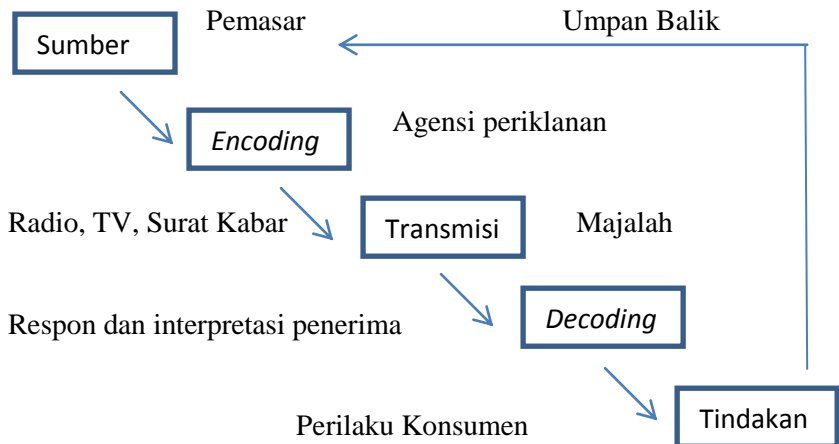 Pemasar Umpan Balik
Sumber
Encoding Agensi periklanan
Radio, TV, Surat Kabar Transmisi Majalah
Respon dan interpretasi penerima Decoding
Perilaku Konsumen Tindakan